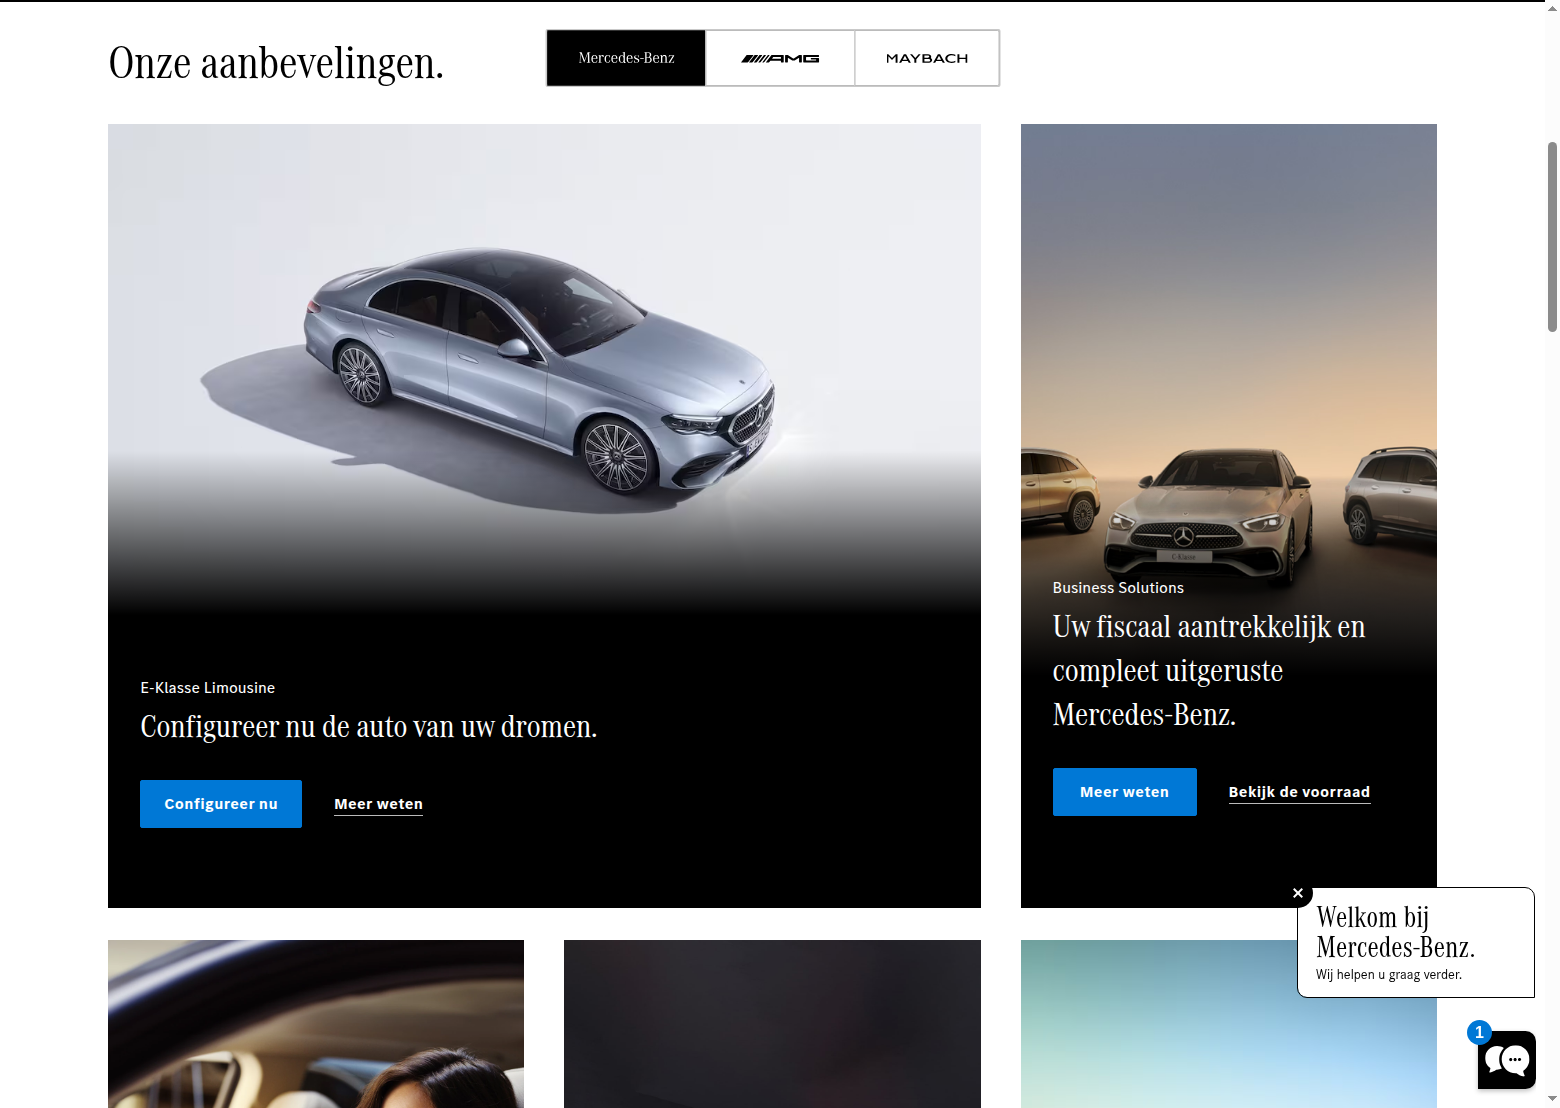 Onze aanbevelingen.
Mercedes-Benz
AMG
MAYBACH
E-Klasse Limousine
Configureer nu de auto van uw dromen.
Configureer nu
Meer weten
C-Klasse
Business Solutions
Uw fiscaal aantrekkelijk en
compleet uitgeruste
Mercedes-Benz.
Meer weten
Bekijk de voorraad
Welkom bij
Mercedes-Benz.
Wij helpen u graag verder.
1